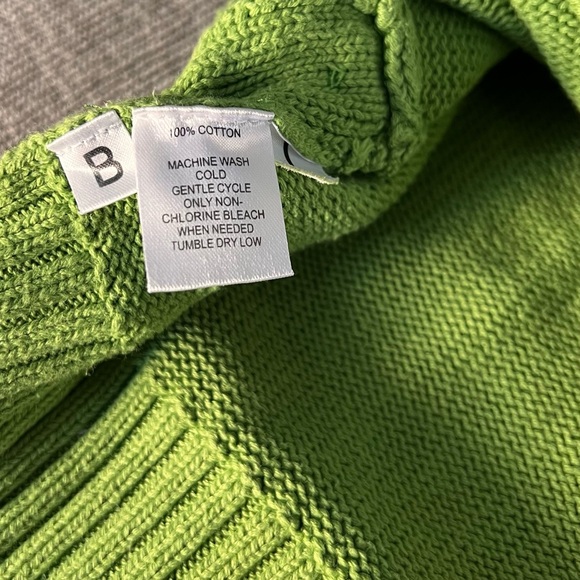 B
100% COTTON
MACHINE WASH
COLD
GENTLE CYCLE
ONLY NON-
CHLORINE BLEACH
WHEN NEEDED
TUMBLE DRY LOW